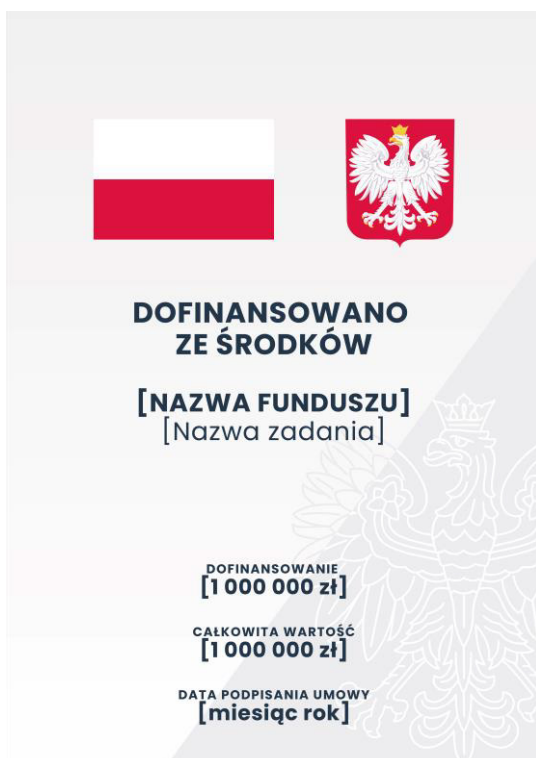 DOFINANSOWANO
ZE ŚRODKÓW
[NAZWA FUNDUSZU]
[Nazwa zadania]
DOFINANSOWANIE
[1 000 000 zł]
CAŁKOWITA WARTOŚĆ
[1 000 000 zł]
DATA PODPISANIA UMOWY
[miesiąc rok]